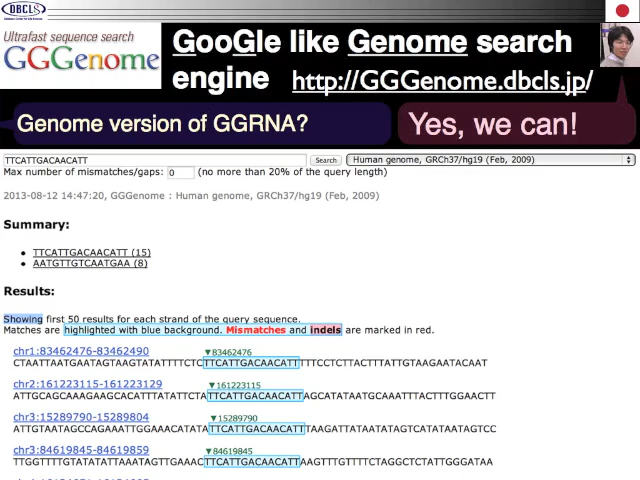 DBCLS
Ultrafast sequence search
GGGenome
GooGle like Genome search
engine http://GGGenome.dbcls.jp/
Genome version of GGRNA?
Yes, we can!
TTCATTGACAACATT Search Human genome, GRCh37/hg19 (Feb, 2009)
Max number of mismatches/gaps: 0 (no more than 20% of the query length)
2013-08-12 14:47:20, GGGenome : Human genome, GRCh37/hg19 (Feb, 2009)
Summary:
TTCATTGACAACATT (15)
AATGTTGTCAATGAA (8)
Results:
Showing first 50 results for each strand of the query sequence.
Matches are highlighted with blue background. Mismatches and indels are marked in red.
chr1:83462476-83462490 ▼83462476
CTAATTAATGAATAGTAAGTATATTTTCTCTTCATTGACAACATTTTTCCTCTTACTTTATTGTAAGAATACAAT
chr2:161223115-161223129 ▼161223115
ATTGCAGCAAAGAAGCACATTTATATTCTATTCATTGACAACATTAGCATATAATGCAAATTTACTTTGGAACTT
chr3:15289790-15289804 ▼15289790
ATTGTAATAGCCAGAAATTGGAAACATATATTCATTGACAACATTTAAGATTATAATATAGTCATATAATAGTCC
chr3:84619845-84619859 ▼84619845
TTGGTTTTGTATATATTAAATAGTTGAAACTTCATTGACAACATTAAGTTTGTTTTCTAGGCTCTATTGGGATAA